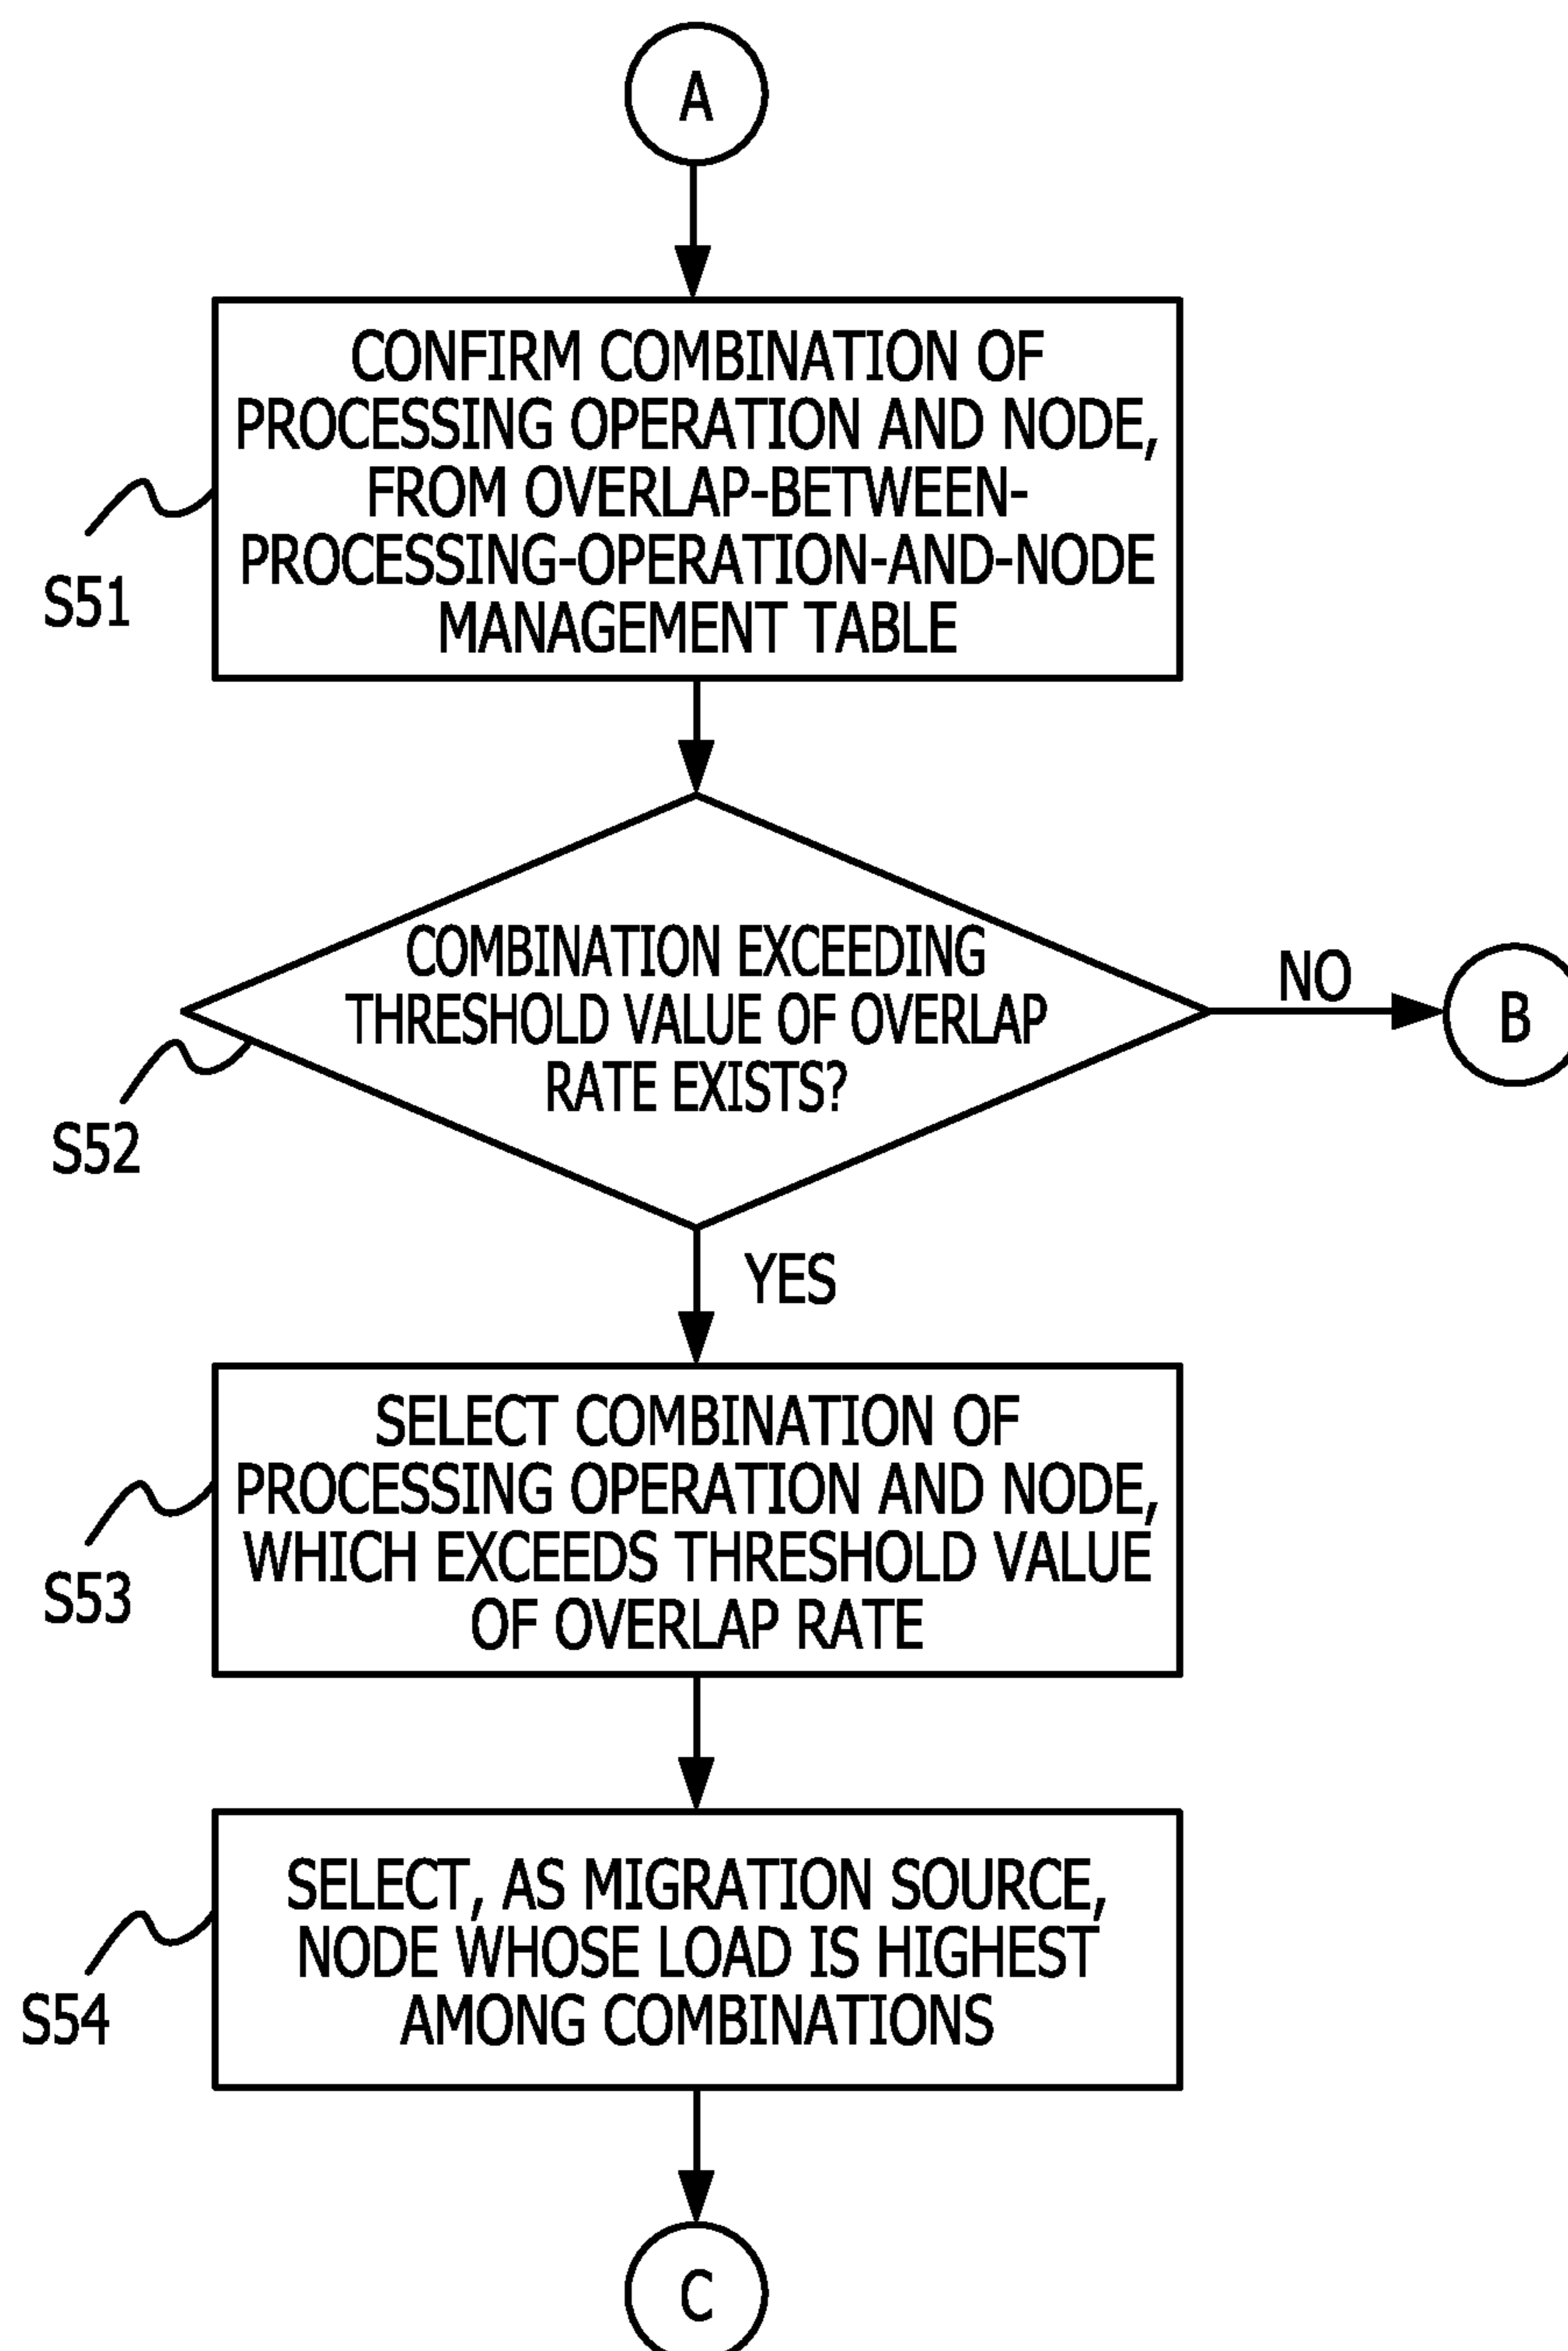 A
CONFIRM COMBINATION OF
PROCESSING OPERATION AND NODE,
FROM OVERLAP-BETWEEN-
PROCESSING-OPERATION-AND-NODE
MANAGEMENT TABLE
S51
COMBINATION EXCEEDING
THRESHOLD VALUE OF OVERLAP
RATE EXISTS?
NO
B
S52
YES
SELECT COMBINATION OF
PROCESSING OPERATION AND NODE,
WHICH EXCEEDS THRESHOLD VALUE
OF OVERLAP RATE
S53
SELECT, AS MIGRATION SOURCE,
NODE WHOSE LOAD IS HIGHEST
AMONG COMBINATIONS
S54
C